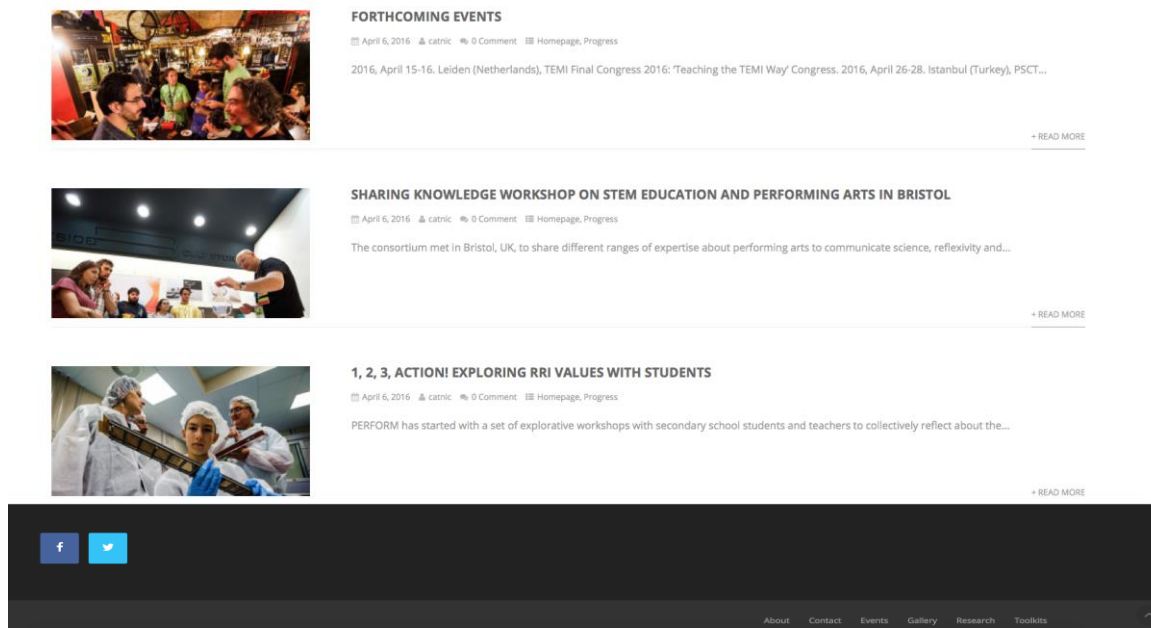 FORTHCOMING EVENTS
April 6, 2016 catnic 0 Comment Homepage, Progress
2016, April 15-16. Leiden (Netherlands), TEMI Final Congress 2016: ‘Teaching the TEMI Way’ Congress. 2016, April 26-28. Istanbul (Turkey), PSCT...
+ READ MORE
SHARING KNOWLEDGE WORKSHOP ON STEM EDUCATION AND PERFORMING ARTS IN BRISTOL
April 6, 2016 catnic 0 Comment Homepage, Progress
The consortium met in Bristol, UK, to share different ranges of expertise about performing arts to communicate science, reflexivity and...
+ READ MORE
1, 2, 3, ACTION! EXPLORING RRI VALUES WITH STUDENTS
April 6, 2016 catnic 0 Comment Homepage, Progress
PERFORM has started with a set of explorative workshops with secondary school students and teachers to collectively reflect about the...
+ READ MORE
About Contact Events Gallery Research Toolkits